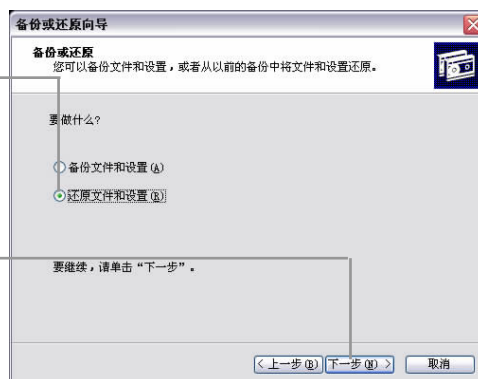 备份或还原向导
备份或还原
您可以备份文件和设置，或者从以前的备份中将文件和设置还原。
要做什么?
备份文件和设置(A)
还原文件和设置(R)
要继续，请单击“下一步”。
<上一步(B) 下一步(N)> 取消